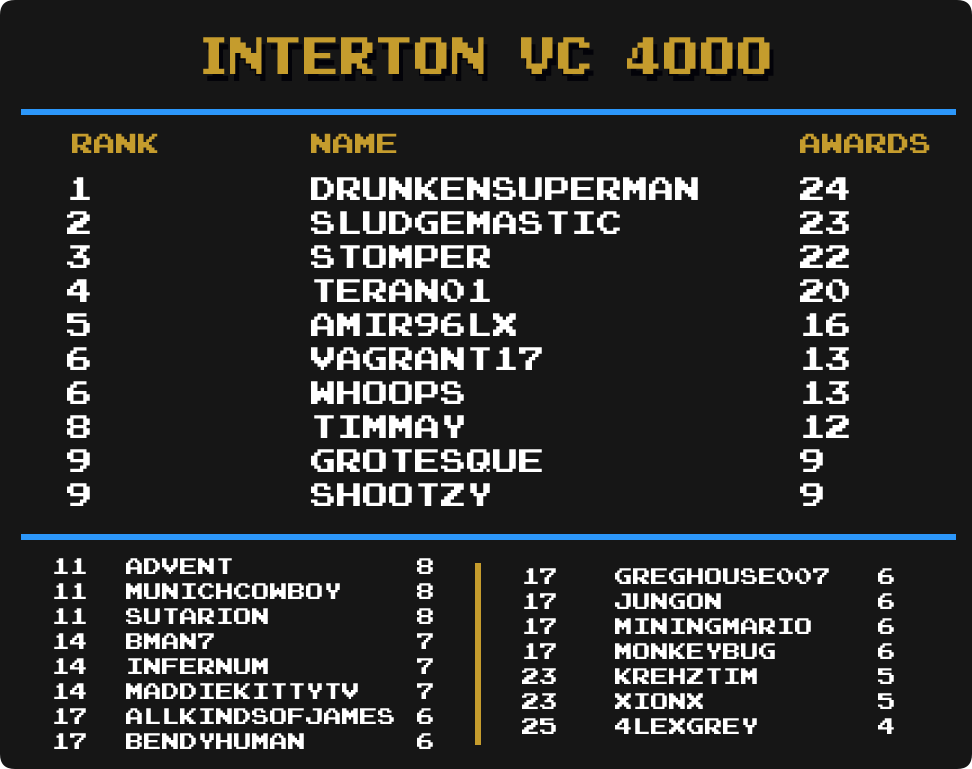 INTERTON VC 4000
RANK NAME AWARDS
1 DRUNKENSUPERMAN 24
2 SLUDGEMASTIC 23
3 STOMPER 22
4 TERAN01 20
5 AMIR96LX 16
6 VAGRANT17 13
6 WHOOPS 13
8 TIMMAY 12
9 GROTESQUE 9
9 SHOOTZY 9
11 ADVENT 8
11 MUNICHCOWBOY 8
11 SUTARION 8
14 BMAN7 7
14 INFERNUM 7
14 MADDIEKITTYTV 7
17 ALLKINDSOFJAMES 6
17 BENDYHUMAN 6
17 GREGHOUSE007 6
17 JUNGON 6
17 MININGMARIO 6
17 MONKEYBUG 6
23 KREHZTIM 5
23 XIONX 5
25 4LEXGREY 4